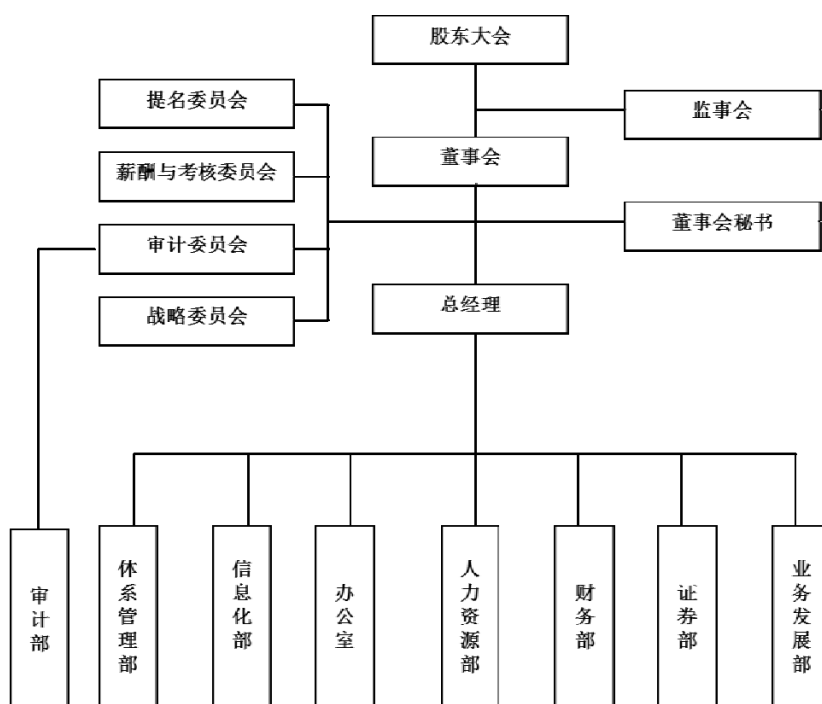 股东大会
提名委员会
监事会
董事会
薪酬与考核委员会
董事会秘书
审计委员会
总经理
战略委员会
审计部
体系管理部
信息化部
办公室
人力资源部
财务部
证券部
业务发展部